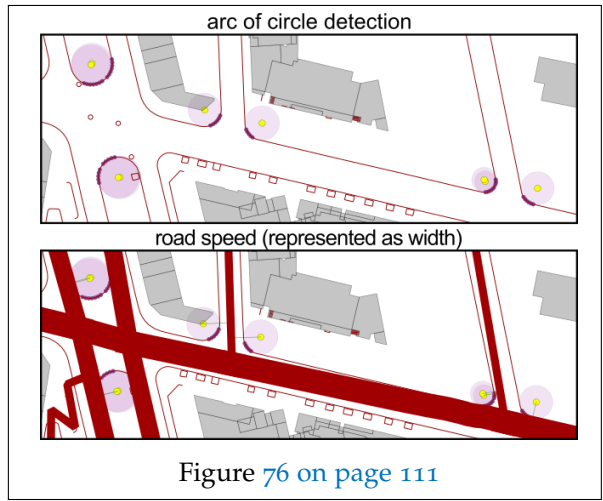 arc of circle detection
road speed (represented as width)
Figure 76 on page 111